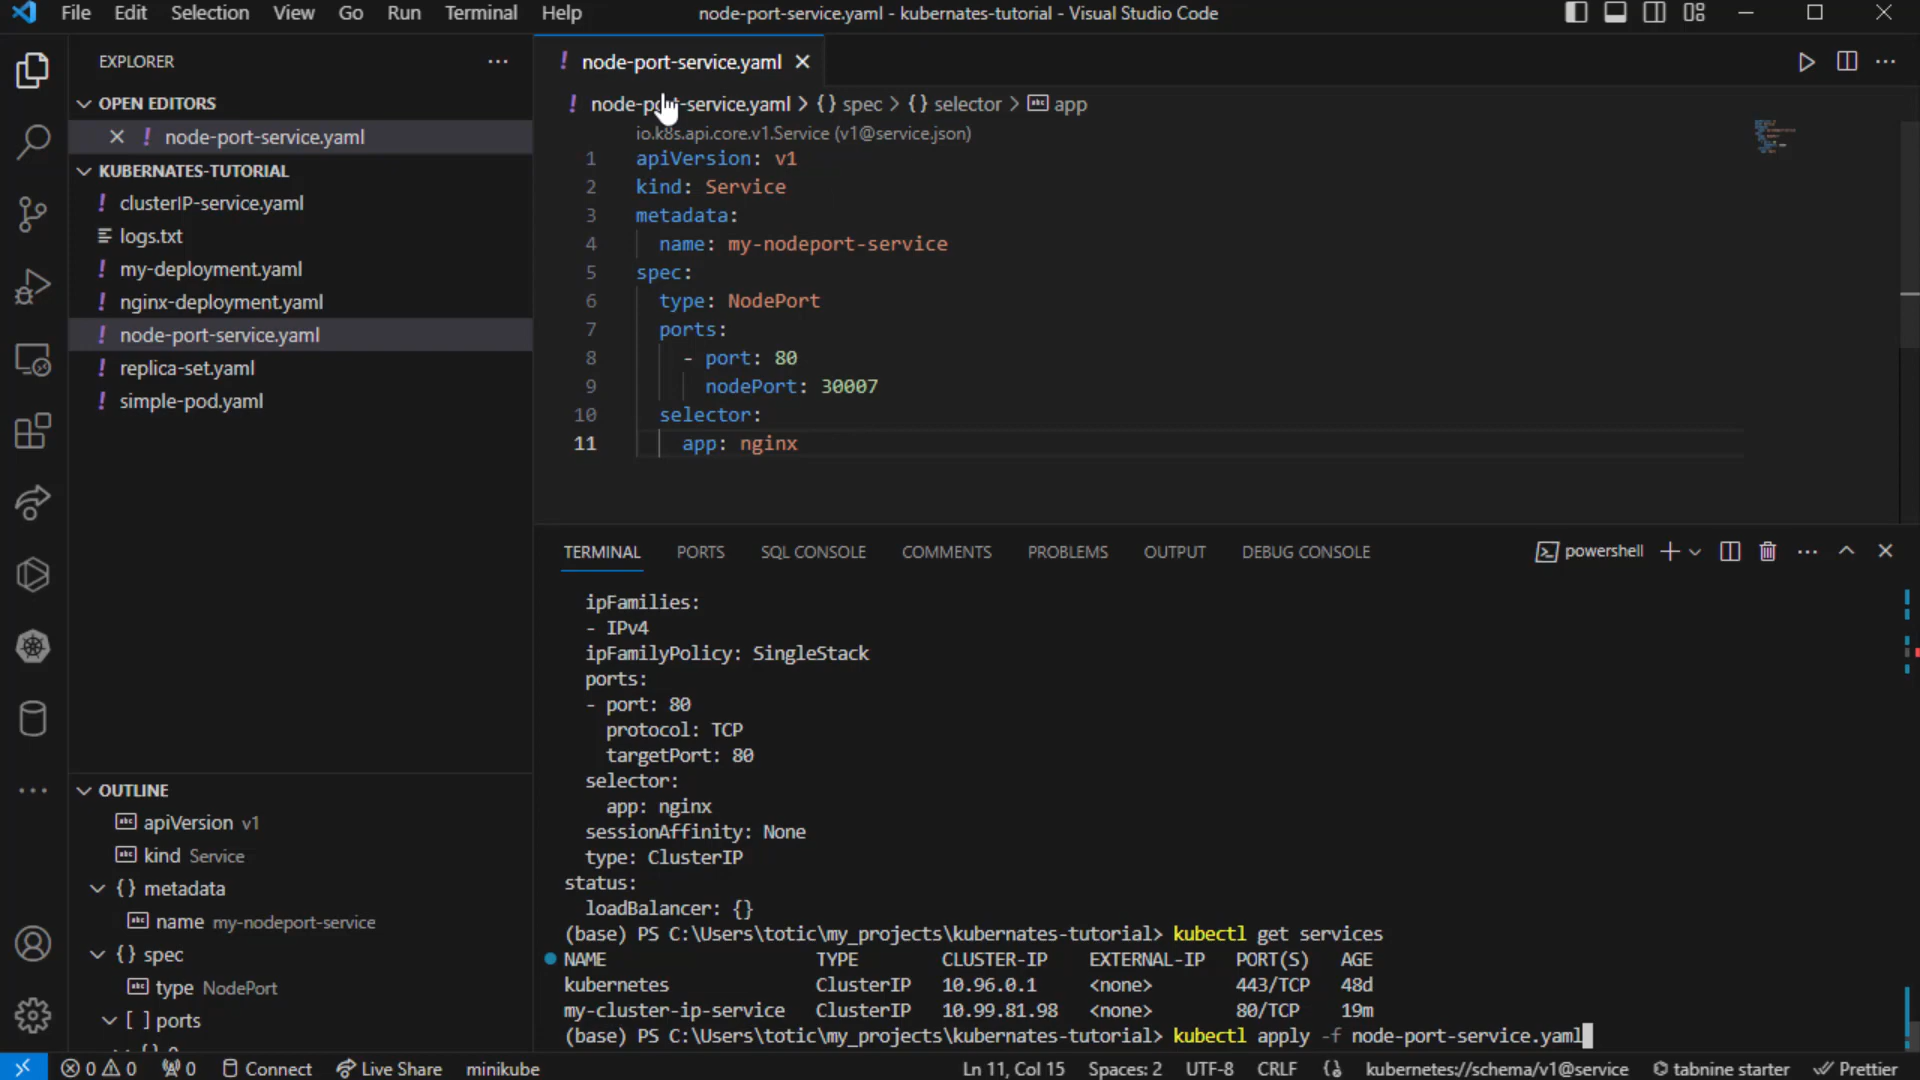 File Edit Selection View Go Run Terminal Help
node-port-service.yaml - kubernates-tutorial - Visual Studio Code
EXPLORER
OPEN EDITORS
node-port-service.yaml
KUBERNATES-TUTORIAL
clusterIP-service.yaml
logs.txt
my-deployment.yaml
nginx-deployment.yaml
node-port-service.yaml
replica-set.yaml
simple-pod.yaml
OUTLINE
apiVersion v1
kind Service
{} metadata
name my-nodeport-service
{} spec
type NodePort
[ ] ports
node-port-service.yaml
node-port-service.yaml > {} spec > {} selector > app
io.k8s.api.core.v1.Service (v1@service.json)
1 apiVersion: v1
2 kind: Service
3 metadata:
4 name: my-nodeport-service
5 spec:
6 type: NodePort
7 ports:
8 - port: 80
9 nodePort: 30007
10 selector:
11 app: nginx
TERMINAL PORTS SQL CONSOLE COMMENTS PROBLEMS OUTPUT DEBUG CONSOLE
powershell
ipFamilies:
- IPv4
ipFamilyPolicy: SingleStack
ports:
- port: 80
protocol: TCP
targetPort: 80
selector:
app: nginx
sessionAffinity: None
type: ClusterIP
status:
loadBalancer: {}
(base) PS C:\Users\totic\my_projects\kubernates-tutorial> kubectl get services
NAME TYPE CLUSTER-IP EXTERNAL-IP PORT(S) AGE
kubernetes ClusterIP 10.96.0.1 <none> 443/TCP 48d
my-cluster-ip-service ClusterIP 10.99.81.98 <none> 80/TCP 19m
(base) PS C:\Users\totic\my_projects\kubernates-tutorial> kubectl apply -f node-port-service.yaml
0 0 0 Connect Live Share minikube
Ln 11, Col 15 Spaces: 2 UTF-8 CRLF kubernetes://schema/v1@service tabnine starter Prettier